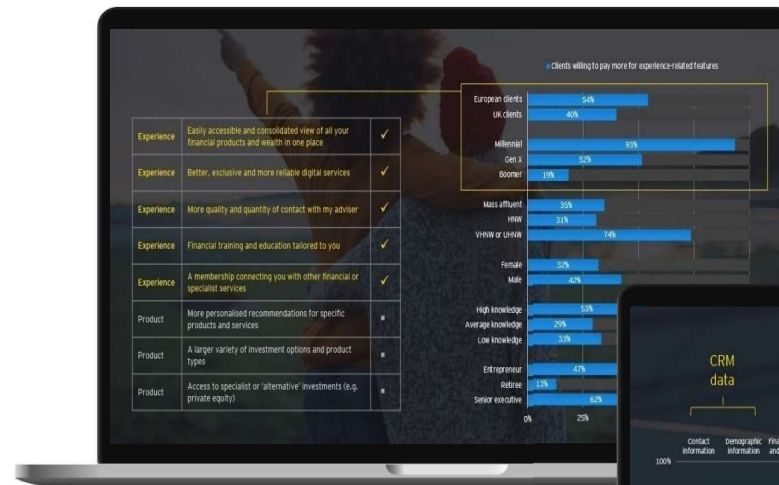 Clients willing to pay more for experience-related features
Experience
Easily accessible and consolidated view of all your
financial products and wealth in one place
✓
Experience
Better, exclusive and more reliable digital services
✓
Experience
More quality and quantity of contact with my adviser
✓
Experience
Financial training and education tailored to you
✓
Experience
A membership connecting you with other financial or
specialist services
✓
Product
More personalised recommendations for specific
products and services
Product
A larger variety of investment options and product
types
Product
Access to specialist or ‘alternative’ investments (e.g.
private equity)
European clients 54%
UK clients 40%
Millennial 93%
Gen X 52%
Boomer 19%
Mass affluent 35%
HNW 31%
VHNW or UHNW 74%
Female 32%
Male 42%
High knowledge 53%
Average knowledge 29%
Low knowledge 33%
Entrepreneur 47%
Retiree 13%
Senior executive 62%
0% 25%
CRM
data
Contact
information
Demographic
information
Fina
and
100%